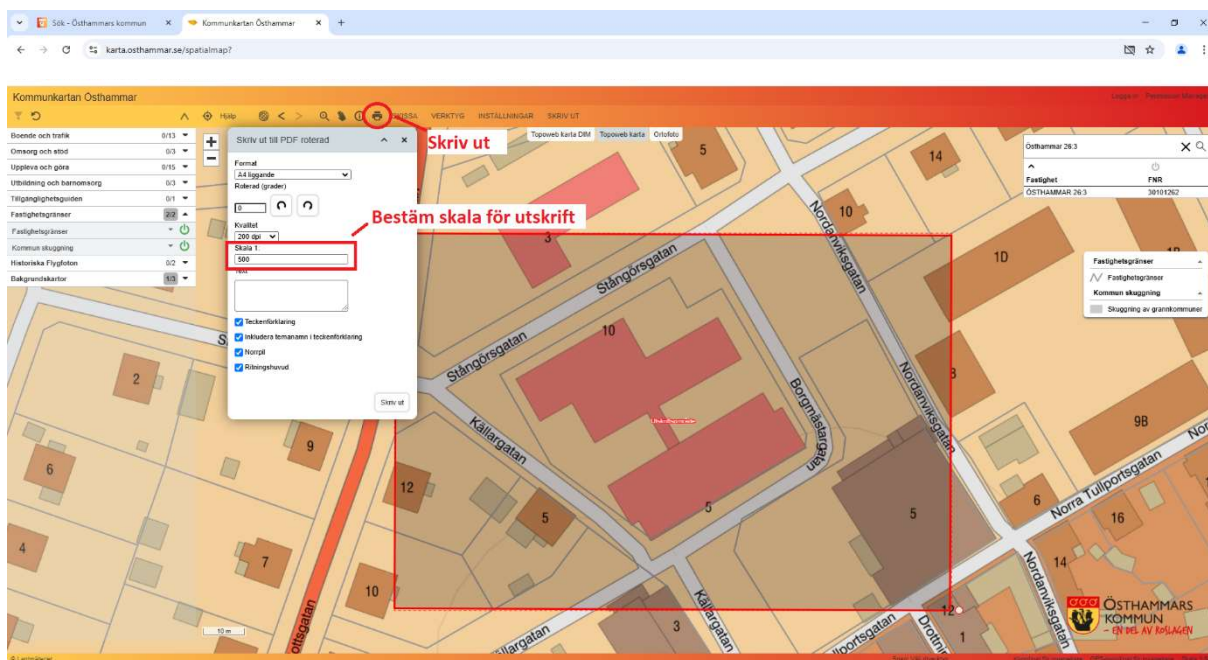 Sök - Östhammars kommun
Kommunkartan Östhammar
karta.osthammar.se/spatialmap?
Kommunkartan Östhammar
Logga in
Hjälp
SKISSA
VERKTYG
INSTÄLLNINGAR
SKRIV UT
Boende och trafik 0/13
Omsorg och stöd 0/3
Uppleva och göra 0/15
Utbildning och barnomsorg 0/3
Tillgänglighetsguiden 0/1
Fastighetsgränser 2/2
Fastighetsgränser
Kommun skuggning
Historiska Flygfoton 0/2
Bakgrundskartor 1/3
+
−
Skriv ut till PDF roterad
Format
A4 liggande
Roterad (grader)
0
Kvalitet
200 dpi
Skala 1:
500
Text
Teckenförklaring
Inkludera temanamn i teckenförklaring
Norrpil
Ritningshuvud
Skriv ut
Skriv ut
Bestäm skala för utskrift
Topoweb karta DIM
Topoweb karta
Ortofoto
Östhammar 26:3
Fastighet FNR
ÖSTHAMMAR 26:3 30101262
Fastighetsgränser
Fastighetsgränser
Kommun skuggning
Skuggning av grannkommuner
5
14
10
3
1D
Stångörsgatan
Nordanviksgatan
10
Stångörsgatan
Borgmästargatan
Nordanviksgatan
3
2
Källargatan
9
9B
6
12
5
5
5
6
Norra Tullportsgatan
16
4
7
10
14
Nordanviksgatan
Källargatan
3
12
1
10 m
ÖSTHAMMARS
KOMMUN
– EN DEL AV ROSLAGEN